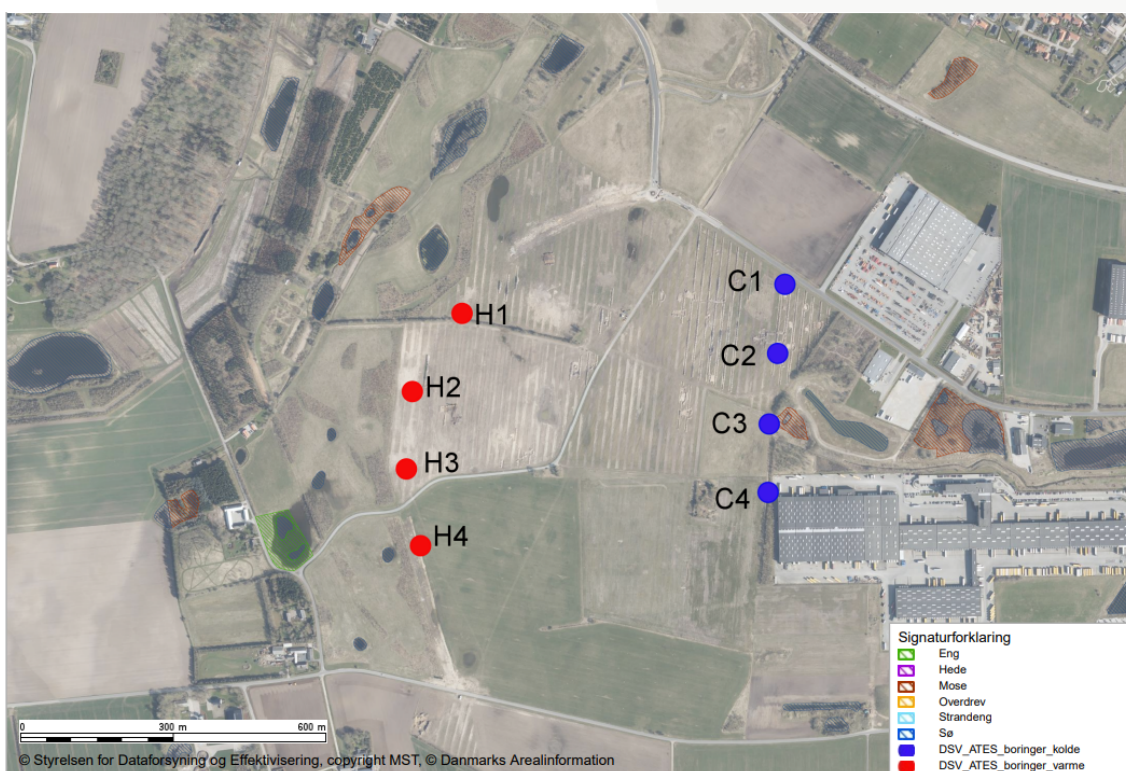 C1
H1
C2
H2
C3
H3
C4
H4
Signaturforklaring
Eng
Hede
Mose
Overdrev
Strandeng
Sø
DSV_ATES_boringer_kolde
DSV_ATES_boringer_varme
0 300 m 600 m
© Styrelsen for Dataforsyning og Effektivisering, copyright MST, © Danmarks Arealinformation